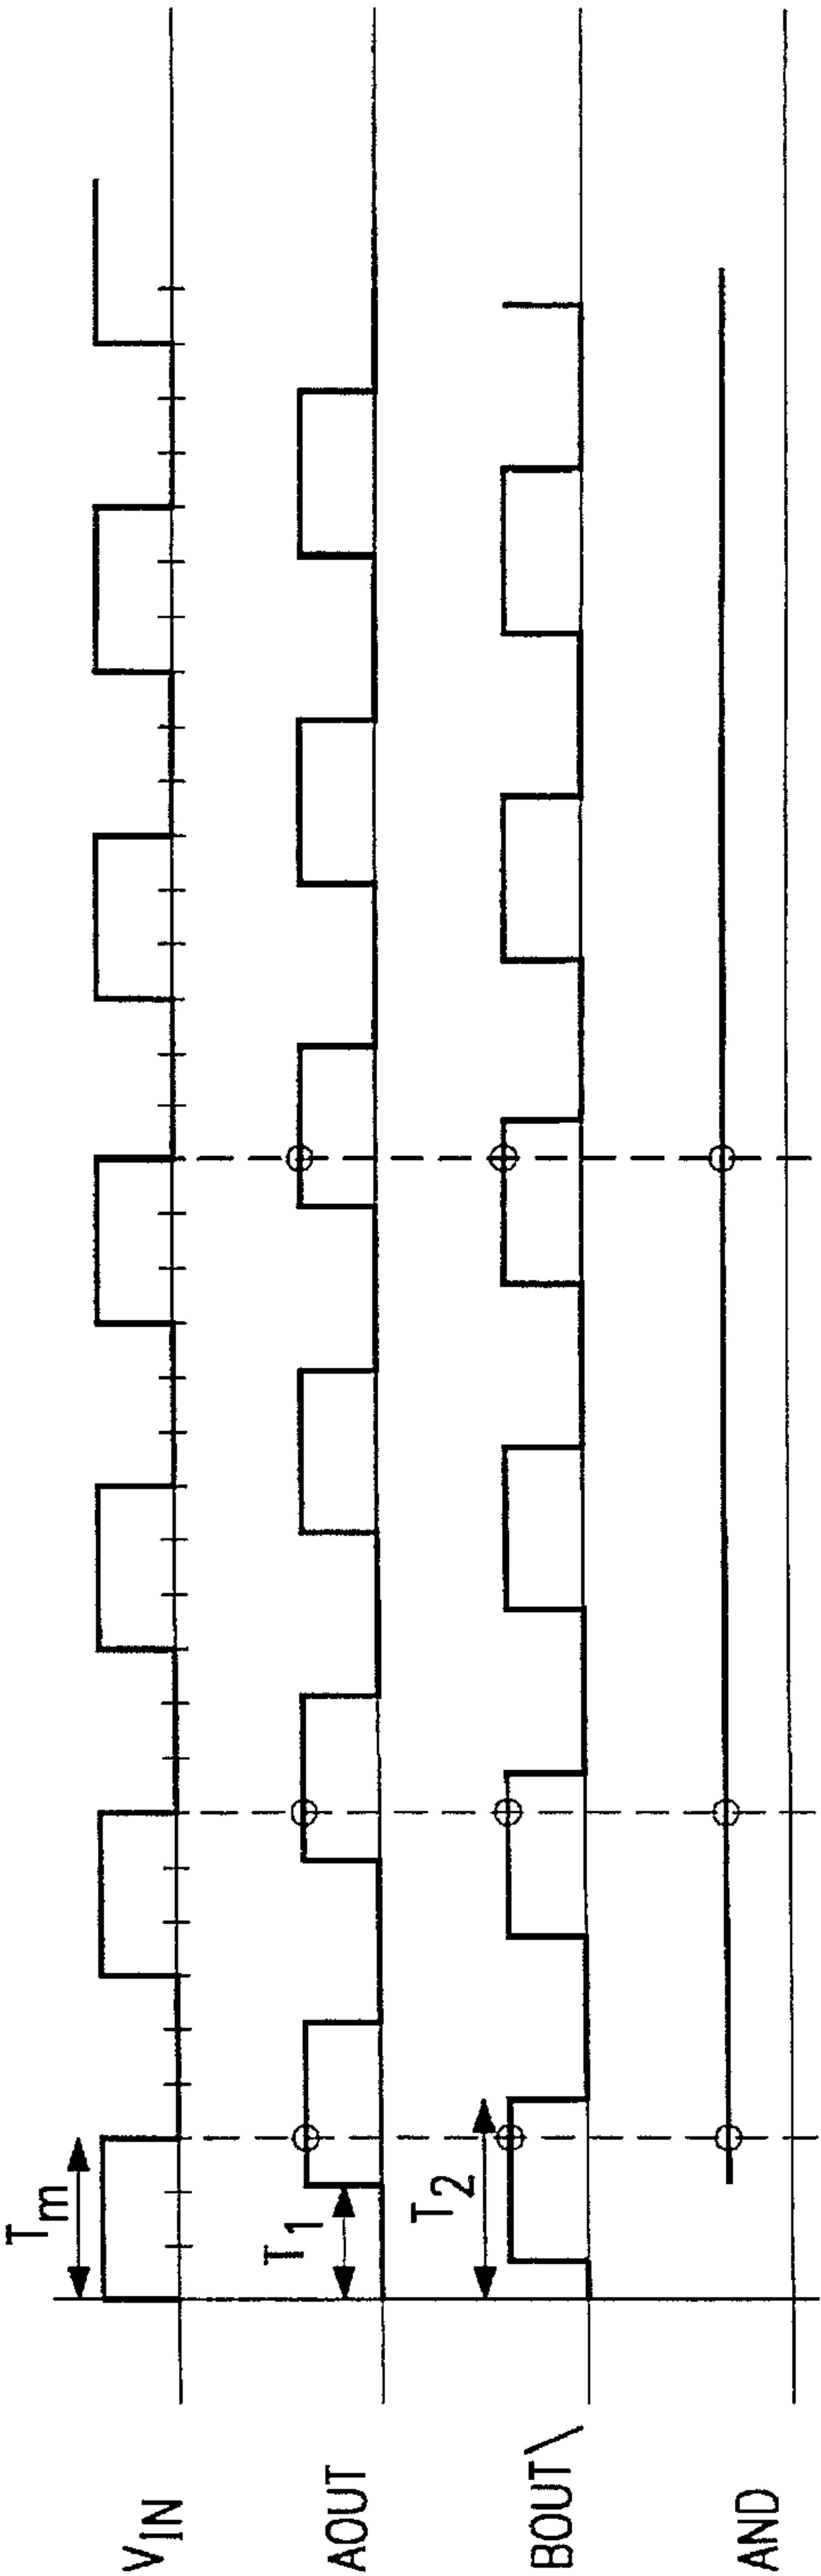 V_IN
T_m
AOUT
T_1
BOUT\
T_2
AND